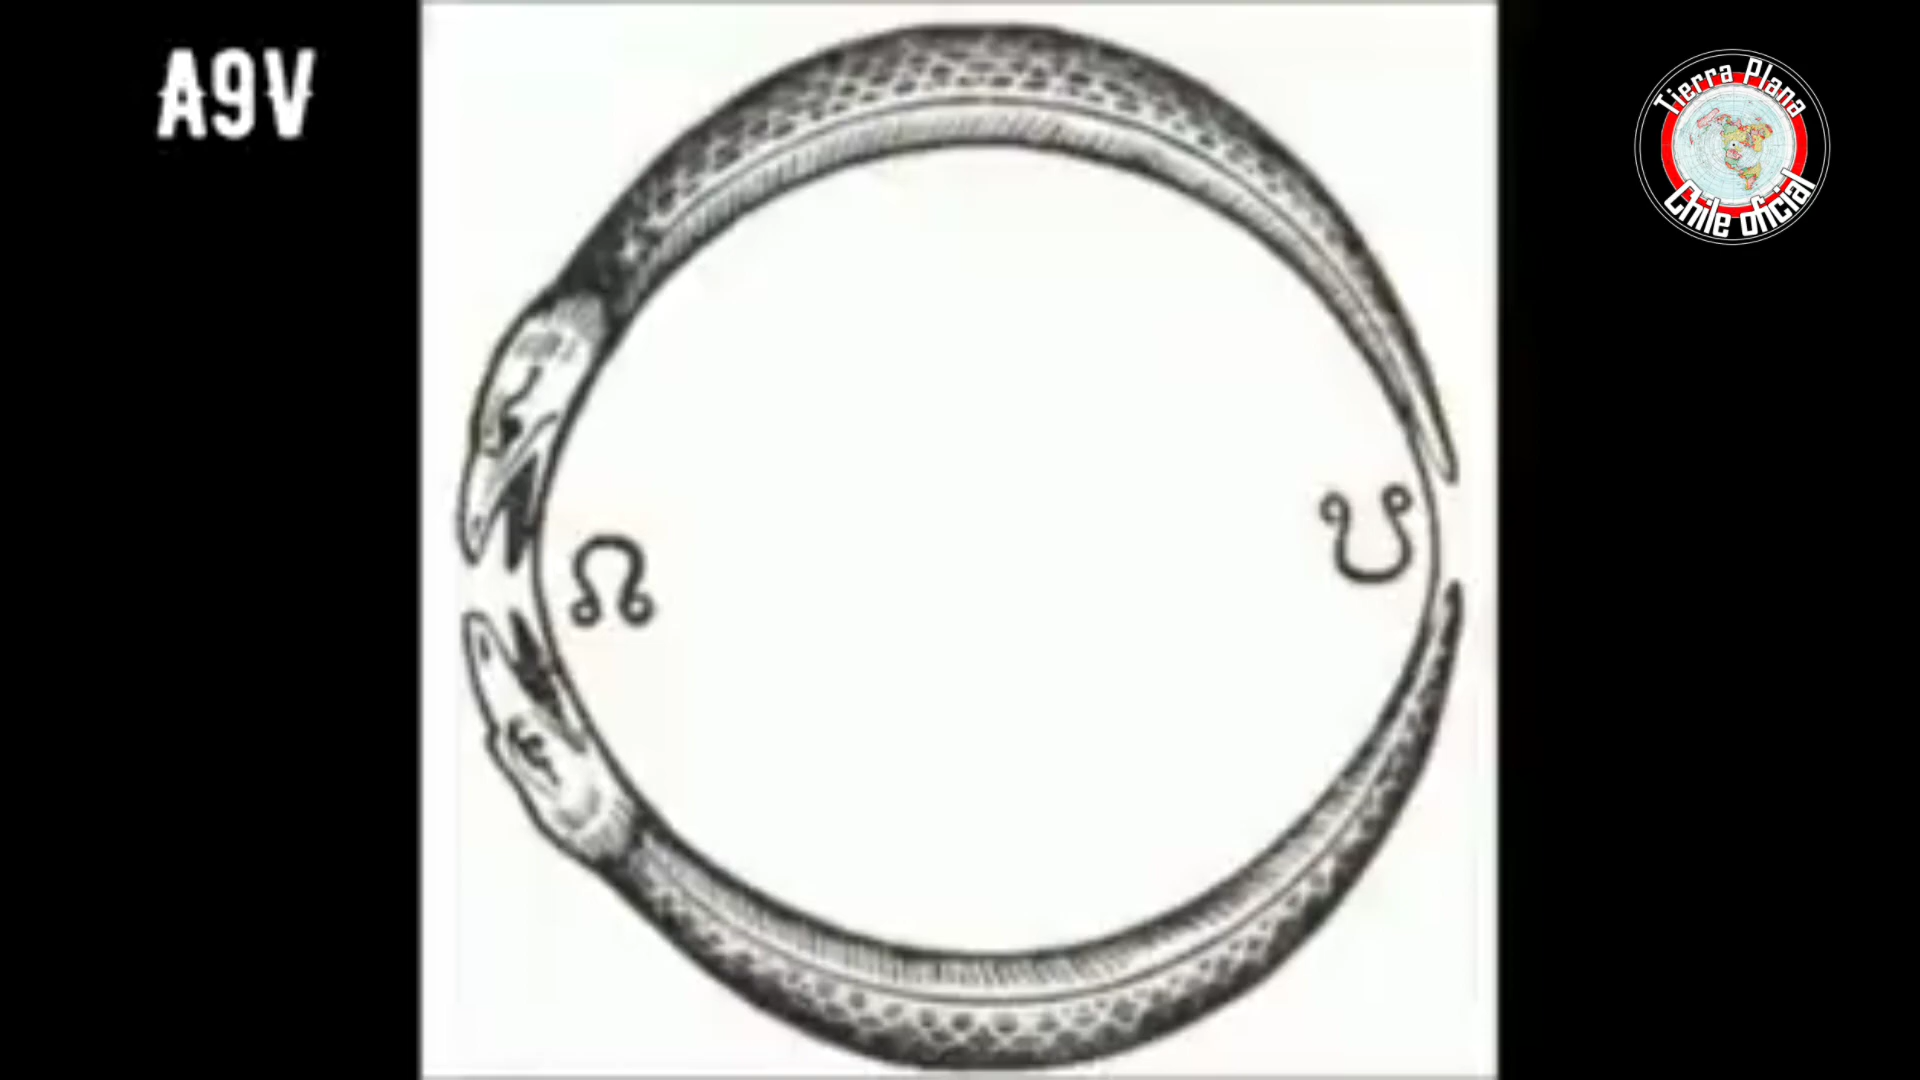 A9V
Tierra Plana
Chile oficial
☊
☋